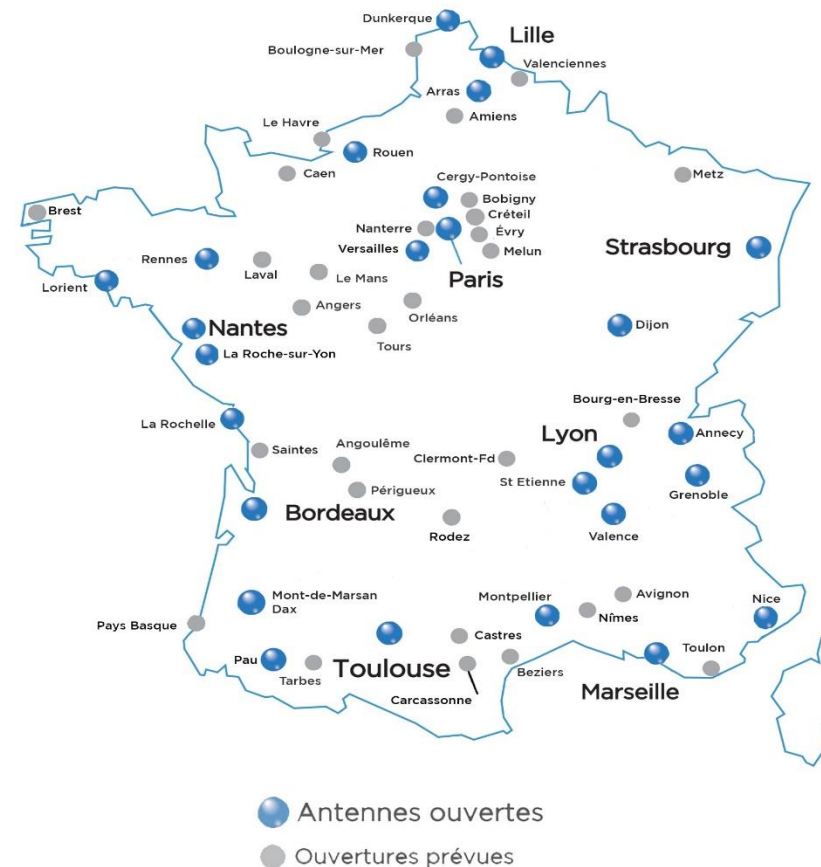 Dunkerque
Lille
Boulogne-sur-Mer
Valenciennes
Arras
Amiens
Le Havre
Rouen
Caen
Metz
Cergy-Pontoise
Bobigny
Brest
Créteil
Nanterre
Évry
Versailles
Melun
Strasbourg
Rennes
Laval
Le Mans
Paris
Lorient
Angers
Orléans
Nantes
Dijon
Tours
La Roche-sur-Yon
Bourg-en-Bresse
La Rochelle
Lyon
Annecy
Saintes
Angoulême
Clermont-Fd
St Etienne
Grenoble
Périgueux
Bordeaux
Rodez
Valence
Mont-de-Marsan
Dax
Montpellier
Avignon
Nice
Nîmes
Pays Basque
Castres
Toulon
Pau
Tarbes
Toulouse
Beziers
Marseille
Carcassonne
Antennes ouvertes
Ouvertures prévues